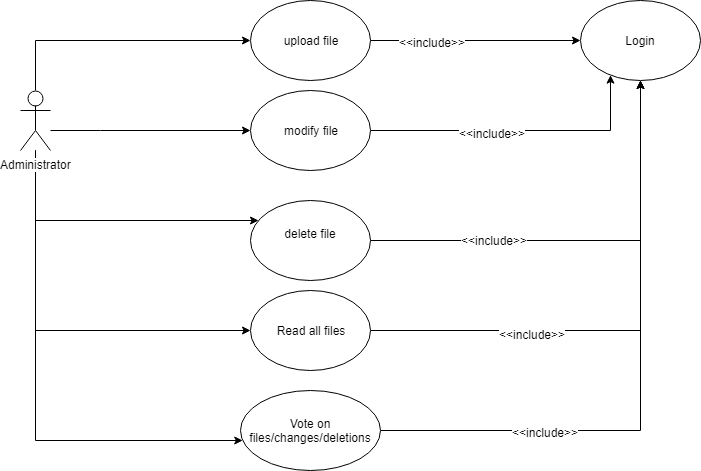 upload file
<<include>>
Login
modify file
<<include>>
Administrator
delete file
<<include>>
Read all files
<<include>>
Vote on
files/changes/deletions
<<include>>